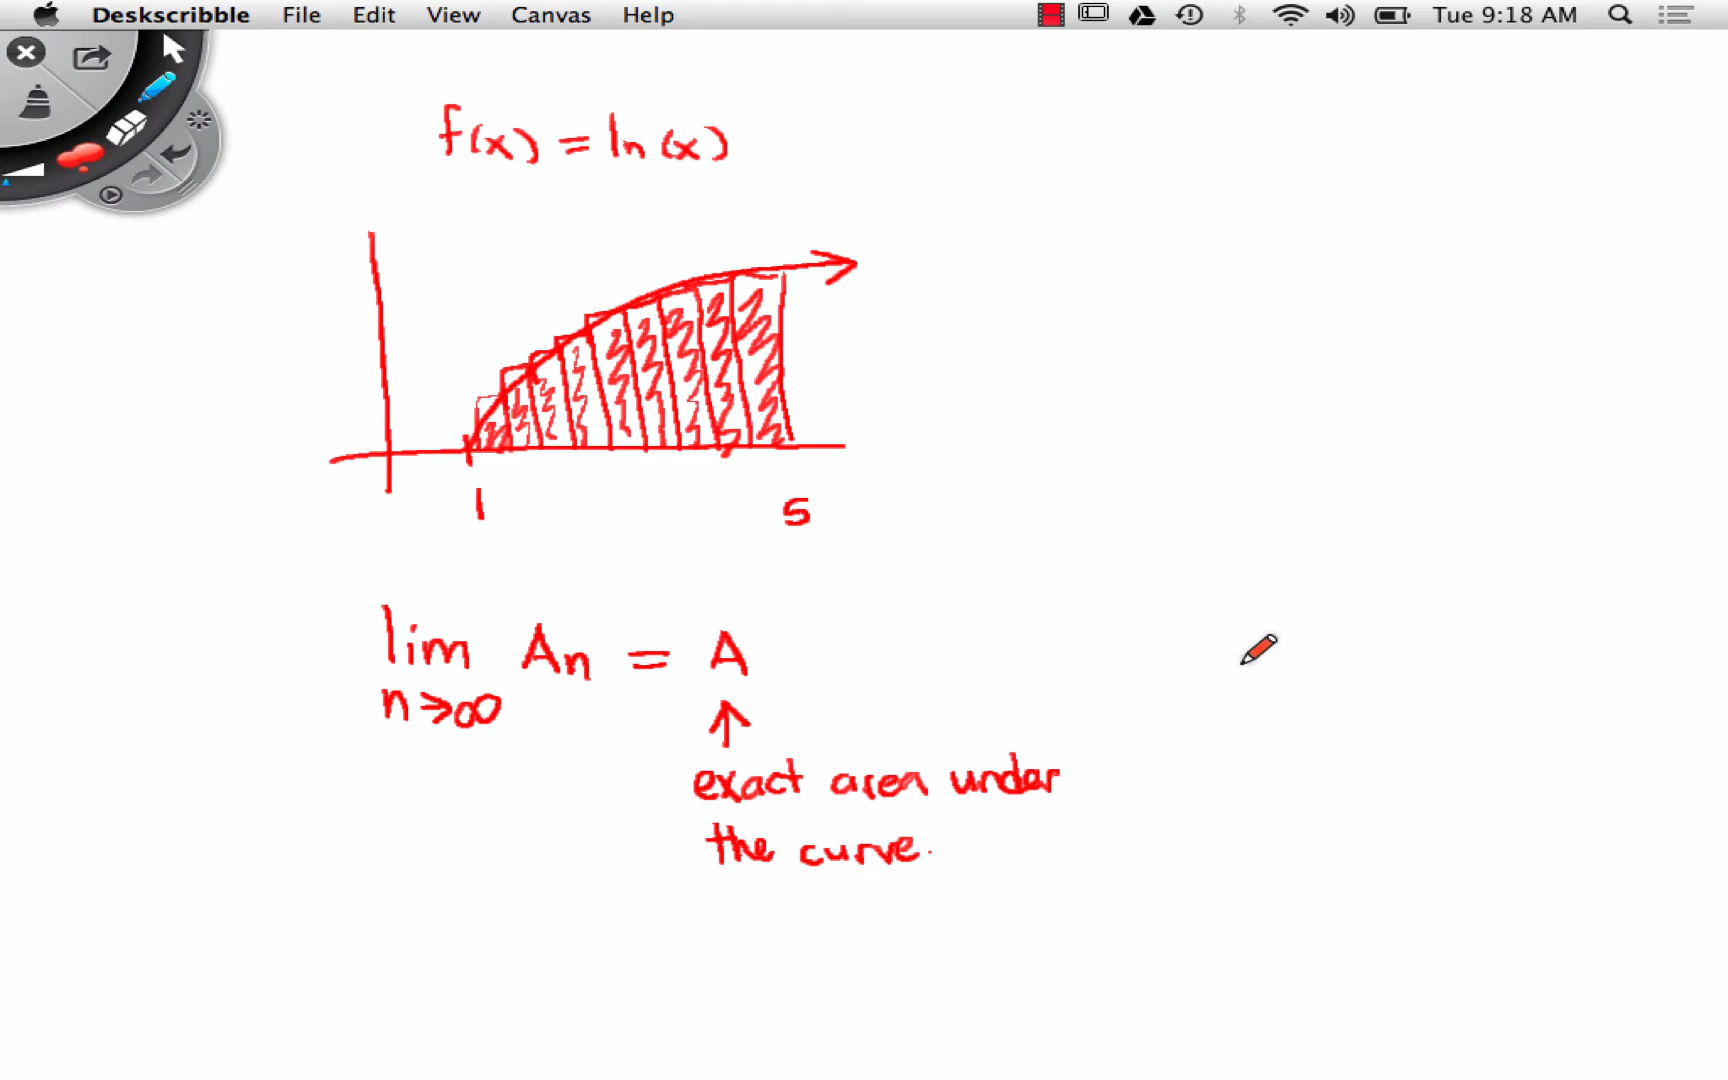 Deskscribble File Edit View Canvas Help Tue 9:18 AM
f(x) = ln(x)
1 5
lim An = A
n→∞
↑
exact area under
the curve.